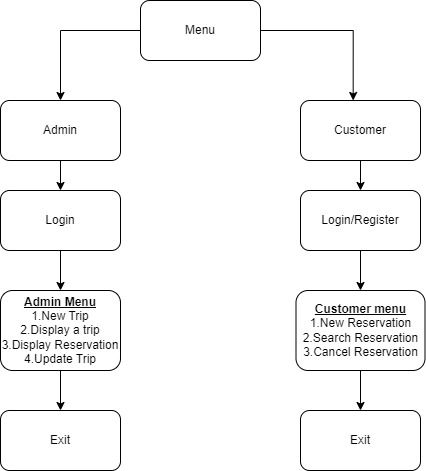 Menu
Admin
Customer
Login
Login/Register
Admin Menu
1.New Trip
2.Display a trip
3.Display Reservation
4.Update Trip
Customer menu
1.New Reservation
2.Search Reservation
3.Cancel Reservation
Exit
Exit